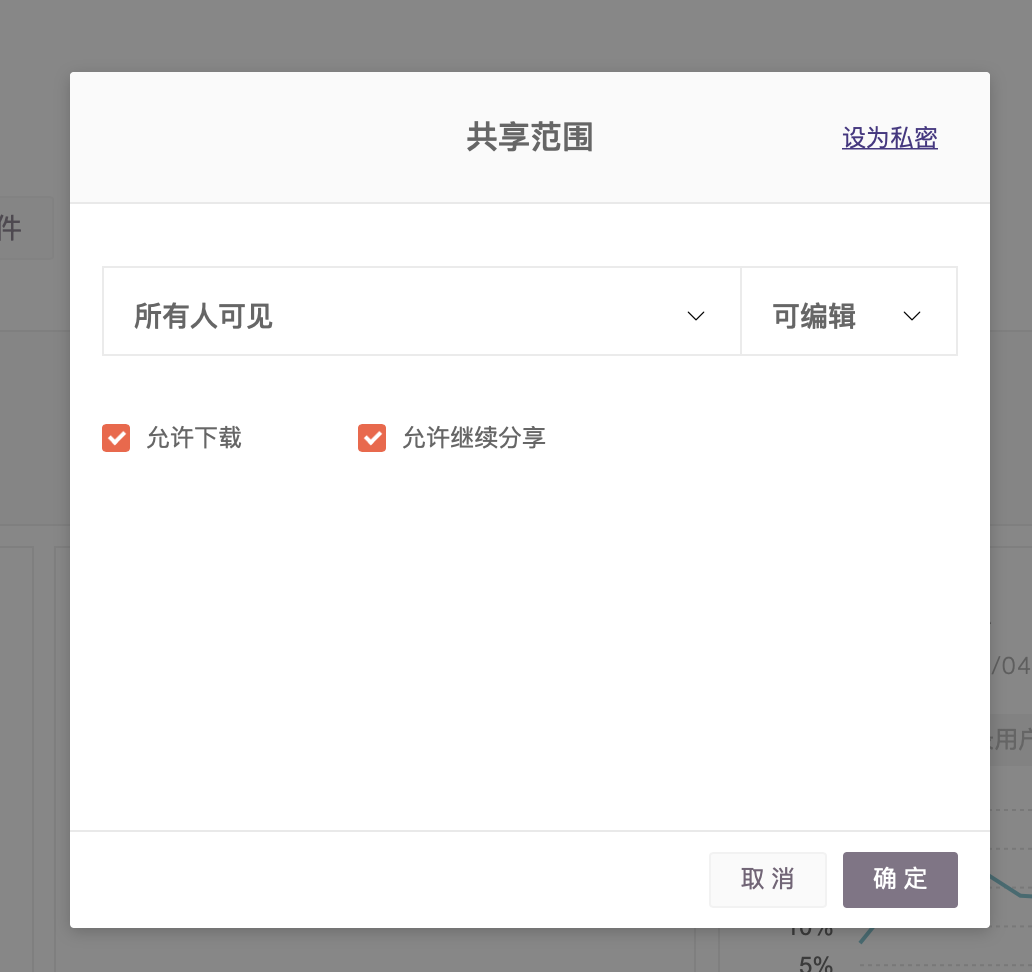 共享范围
设为私密
件
所有人可见
可编辑
允许下载
允许继续分享
/04
用户
取 消
确 定
10%
5%